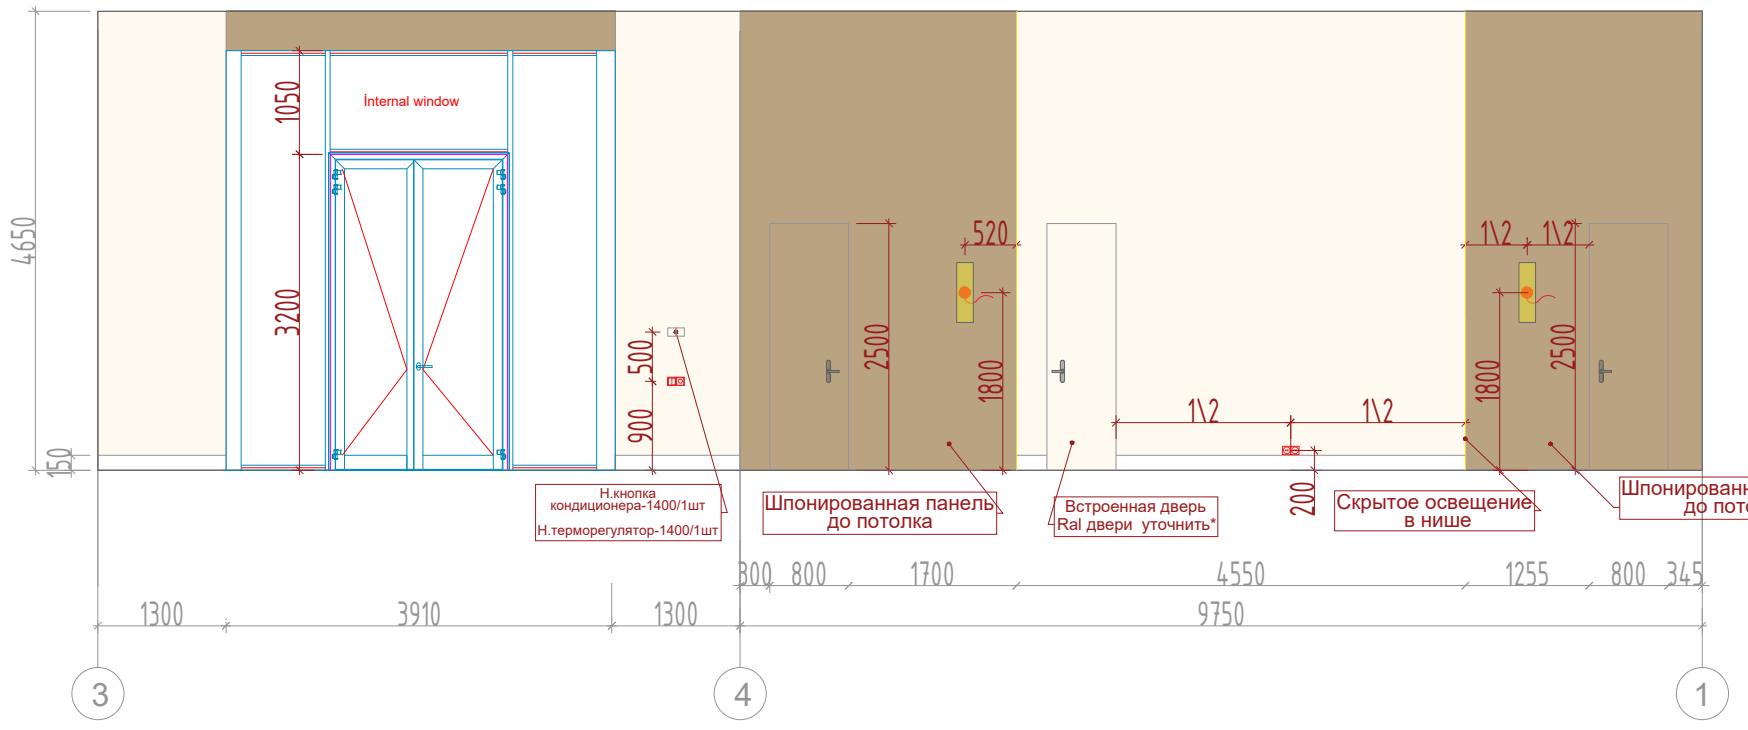 İnternal window
1050
3200
4650
150
500
900
520
2500
1800
1\2
1\2
1\2
1\2
1800
2500
200
Н.кнопка
кондиционера-1400/1шт
Н.терморегулятор-1400/1шт
Шпонированная панель
до потолка
Встроенная дверь
Ral двери уточнить*
Скрытое освещение
в нише
Шпонированн
до пот
300
800
1700
4550
1255
800
345
1300
3910
1300
9750
3
4
1